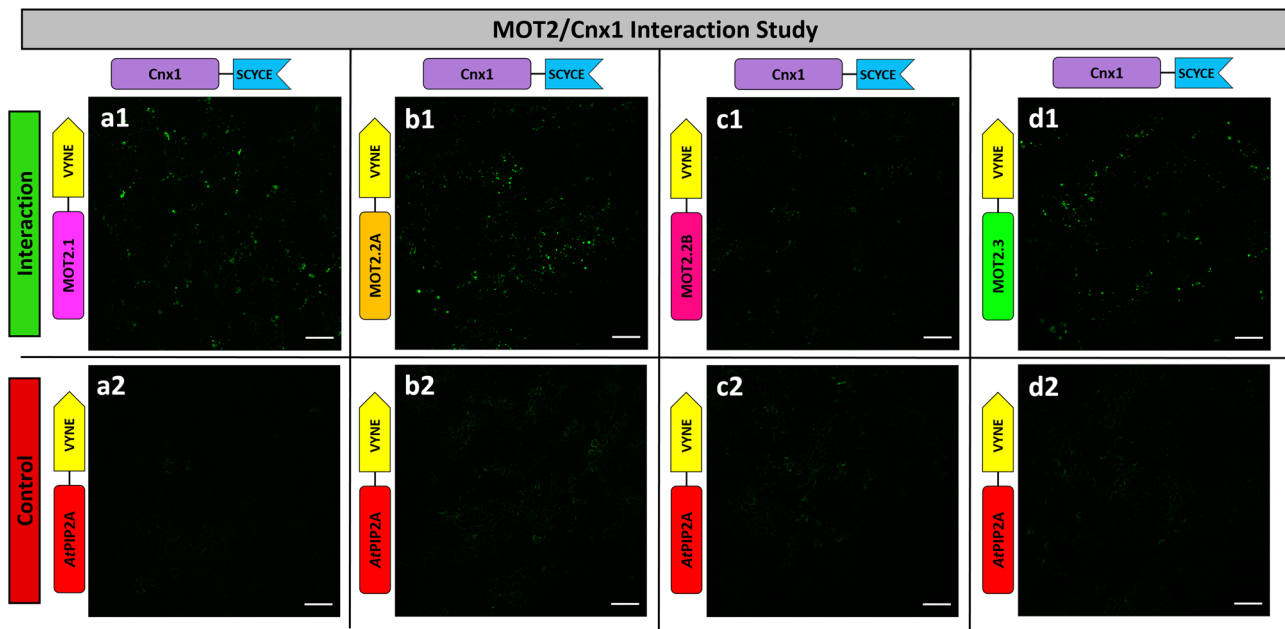 MOT2/Cnx1 Interaction Study
Cnx1 SCYCE
Cnx1 SCYCE
Cnx1 SCYCE
Cnx1 SCYCE
Interaction
VYNE
MOT2.1
a1
VYNE
MOT2.2A
b1
VYNE
MOT2.2B
c1
VYNE
MOT2.3
d1
Control
VYNE
AtPIP2A
a2
VYNE
AtPIP2A
b2
VYNE
AtPIP2A
c2
VYNE
AtPIP2A
d2